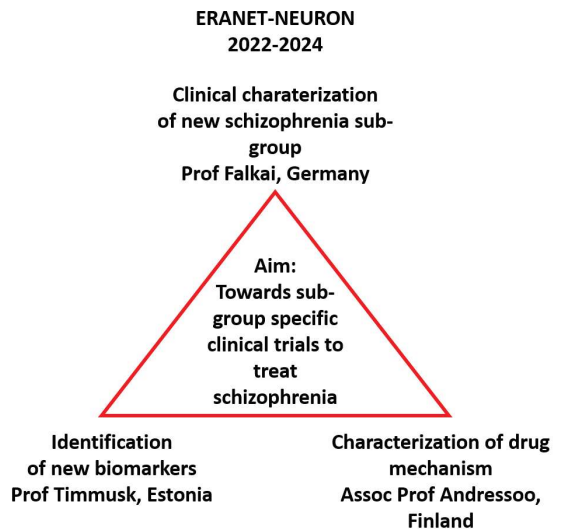 ERANET-NEURON
2022-2024
Clinical charaterization
of new schizophrenia sub-
group
Prof Falkai, Germany
Aim:
Towards sub-
group specific
clinical trials to
treat
schizophrenia
Identification
of new biomarkers
Prof Timmusk, Estonia
Characterization of drug
mechanism
Assoc Prof Andressoo,
Finland